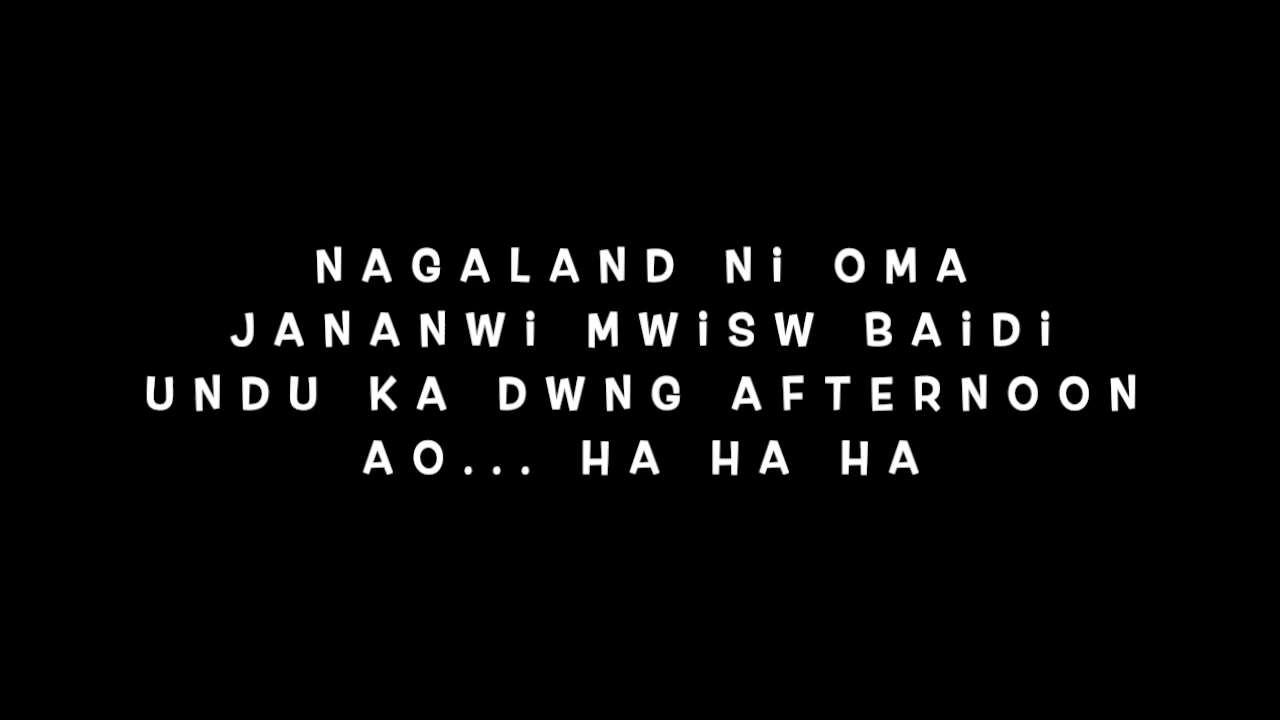 NAGALAND Ni OMA
JANANWi MWiSW BAiDi
UNDU KA DWNG AFTERNOON
AO... HA HA HA